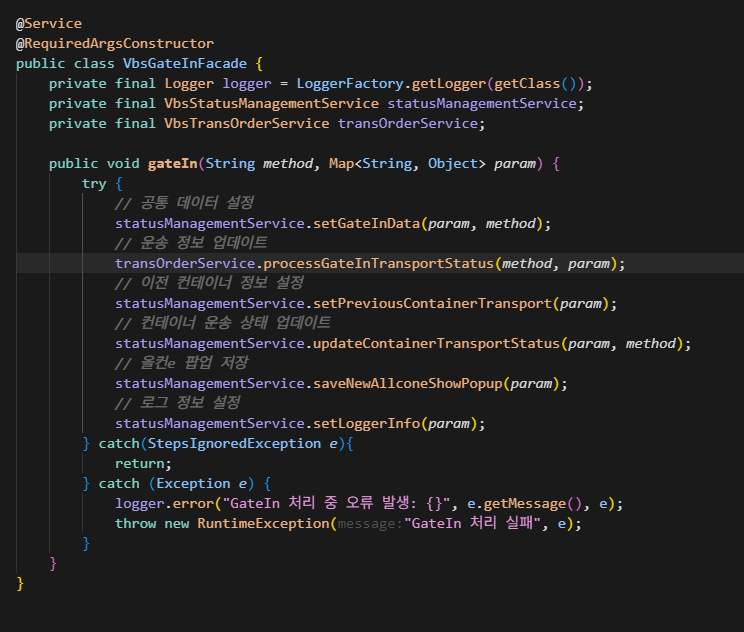 @Service
@RequiredArgsConstructor
public class VbsGateInFacade {
    private final Logger logger = LoggerFactory.getLogger(getClass());
    private final VbsStatusManagementService statusManagementService;
    private final VbsTransOrderService transOrderService;

    public void gateIn(String method, Map<String, Object> param) {
        try {
            // 공통 데이터 설정
            statusManagementService.setGateInData(param, method);
            // 운송 정보 업데이트
            transOrderService.processGateInTransportStatus(method, param);
            // 이전 컨테이너 정보 설정
            statusManagementService.setPreviousContainerTransport(param);
            // 컨테이너 운송 상태 업데이트
            statusManagementService.updateContainerTransportStatus(param, method);
            // 올컨e 팝업 저장
            statusManagementService.saveNewAllconeShowPopup(param);
            // 로그 정보 설정
            statusManagementService.setLoggerInfo(param);
        } catch(StepsIgnoredException e){
            return;
        } catch (Exception e) {
            logger.error("GateIn 처리 중 오류 발생: {}", e.getMessage(), e);
            throw new RuntimeException(message:"GateIn 처리 실패", e);
        }
    }
}